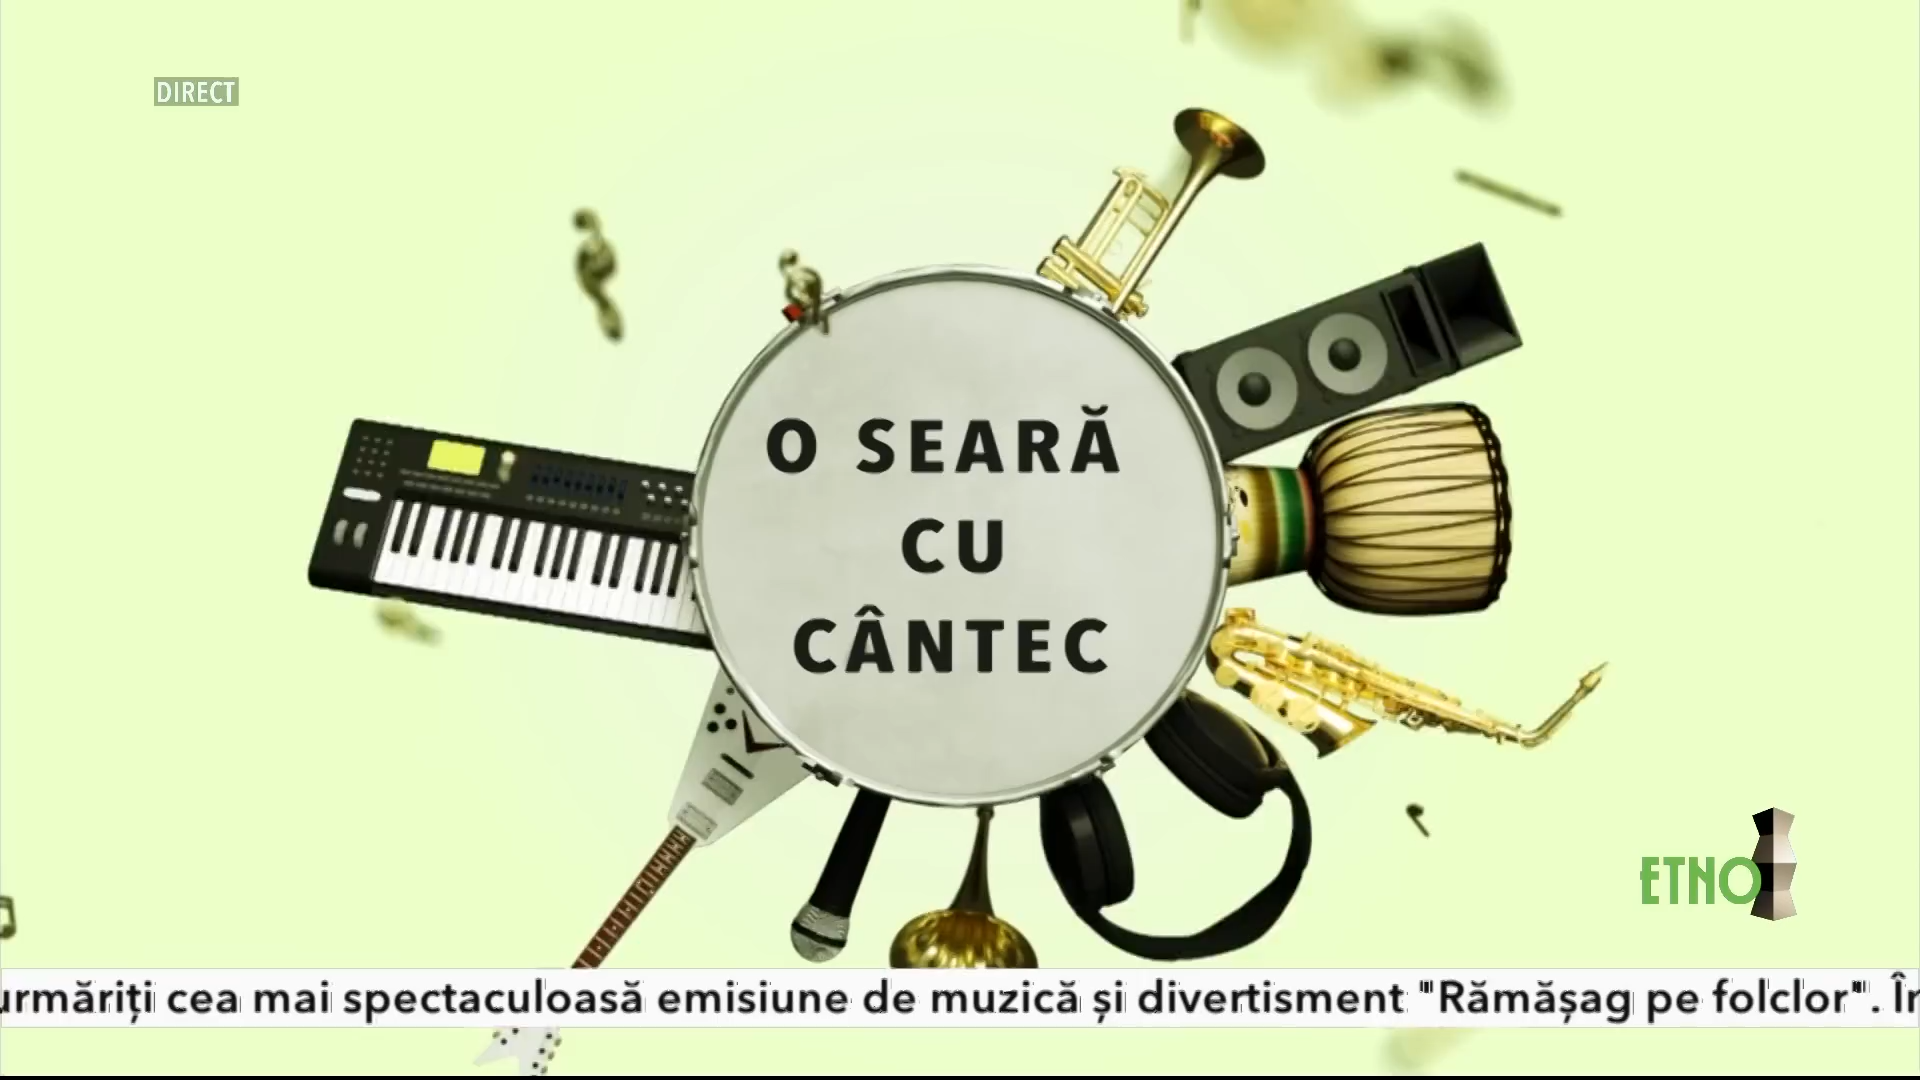 DIRECT
O SEARĂ
CU
CÂNTEC
ETNO
urmăriți cea mai spectaculoasă emisiune de muzică și divertisment "Rămășag pe folclor". În